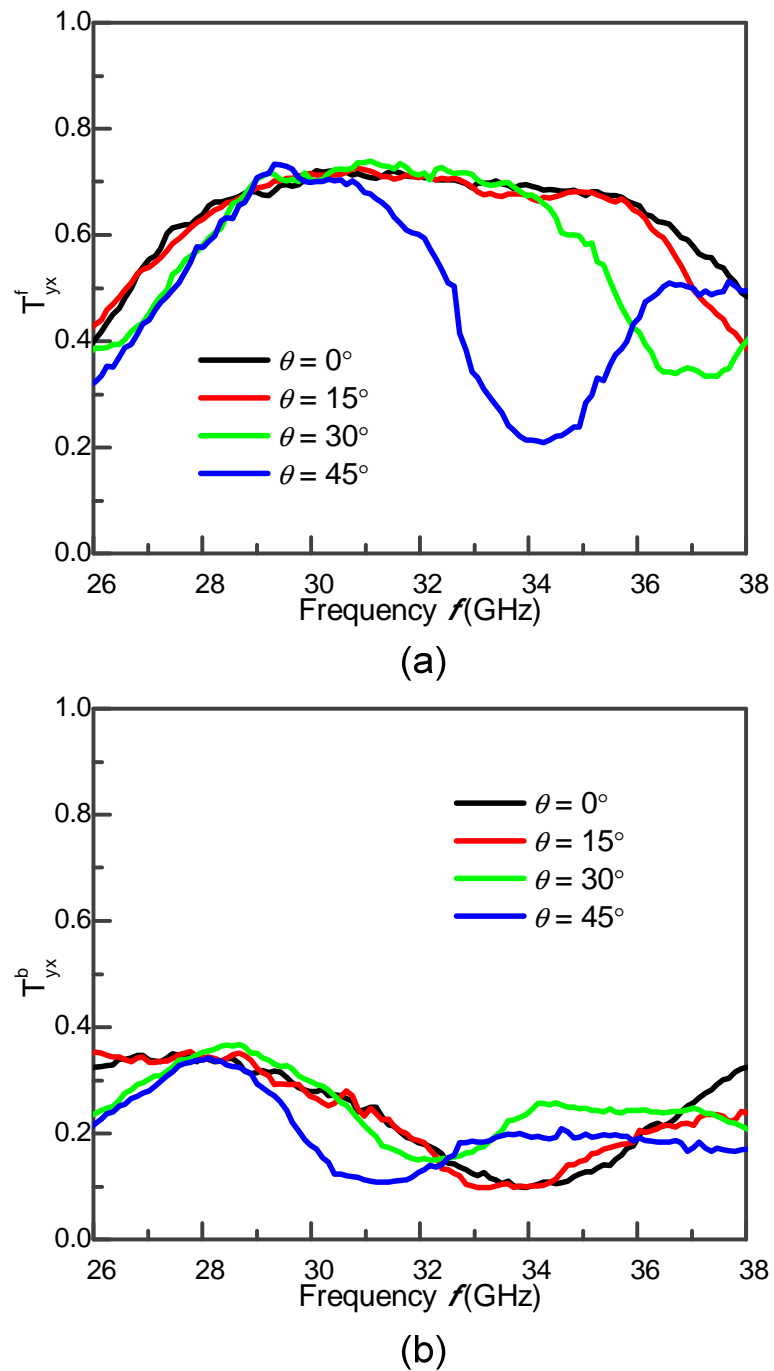 1.0
0.8
0.6
0.4
0.2
0.0
T^f_yx
θ = 0°
θ = 15°
θ = 30°
θ = 45°
26 28 30 32 34 36 38
Frequency f(GHz)
(a)
1.0
0.8
0.6
0.4
0.2
0.0
T^b_yx
θ = 0°
θ = 15°
θ = 30°
θ = 45°
26 28 30 32 34 36 38
Frequency f(GHz)
(b)